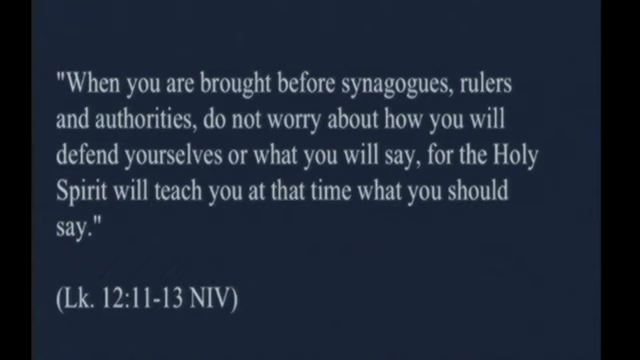 "When you are brought before synagogues, rulers
and authorities, do not worry about how you will
defend yourselves or what you will say, for the Holy
Spirit will teach you at that time what you should
say."
(Lk. 12:11-13 NIV)